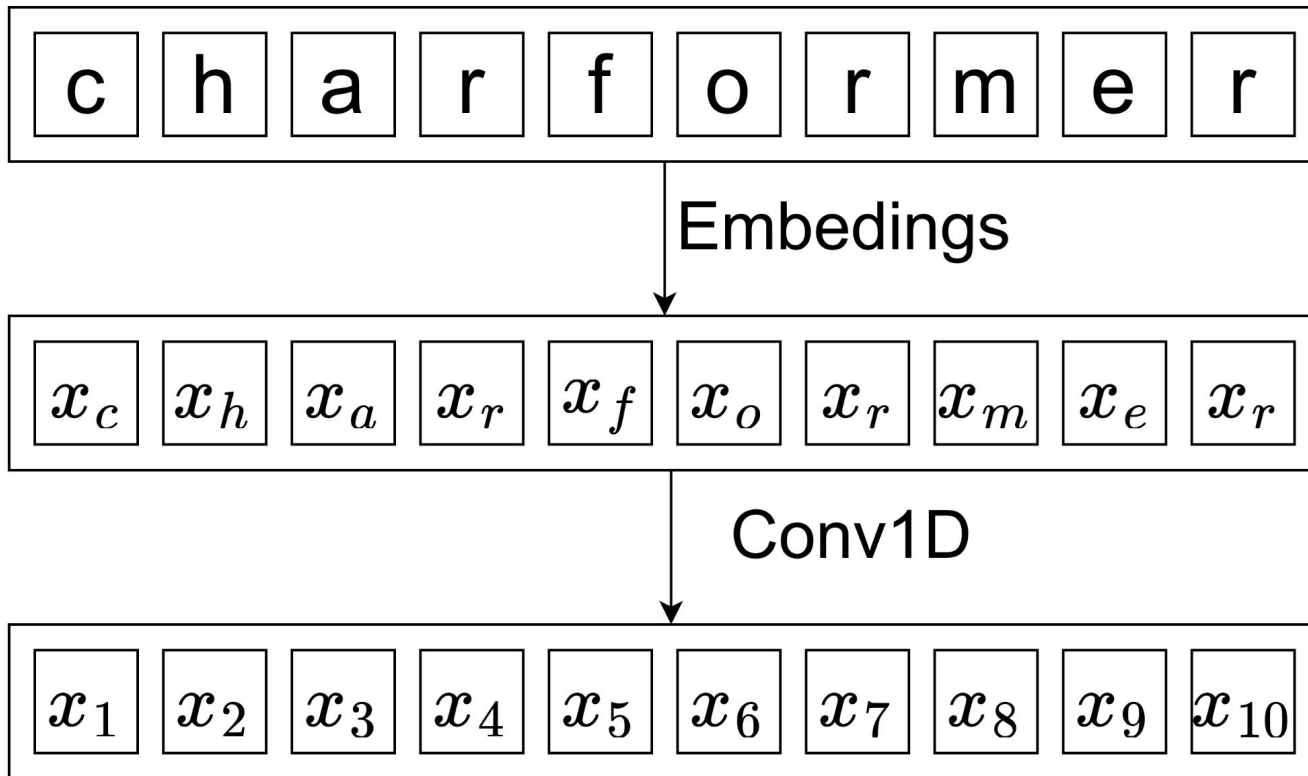 c h a r f o r m e r
Embedings
x_c x_h x_a x_r x_f x_o x_r x_m x_e x_r
Conv1D
x_1 x_2 x_3 x_4 x_5 x_6 x_7 x_8 x_9 x_10